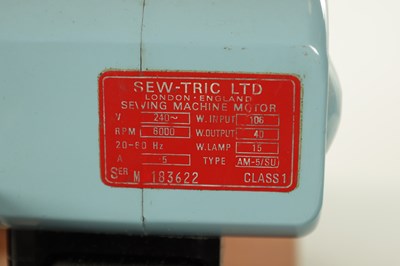 SEW-TRIC LTD
LONDON - ENGLAND
SEWING MACHINE MOTOR
V 240~ W. INPUT 106
RPM 6000 W. OUTPUT 40
20-60 Hz W. LAMP 15
A ·5 TYPE AM-5/SU
SER M 183622 CLASS 1